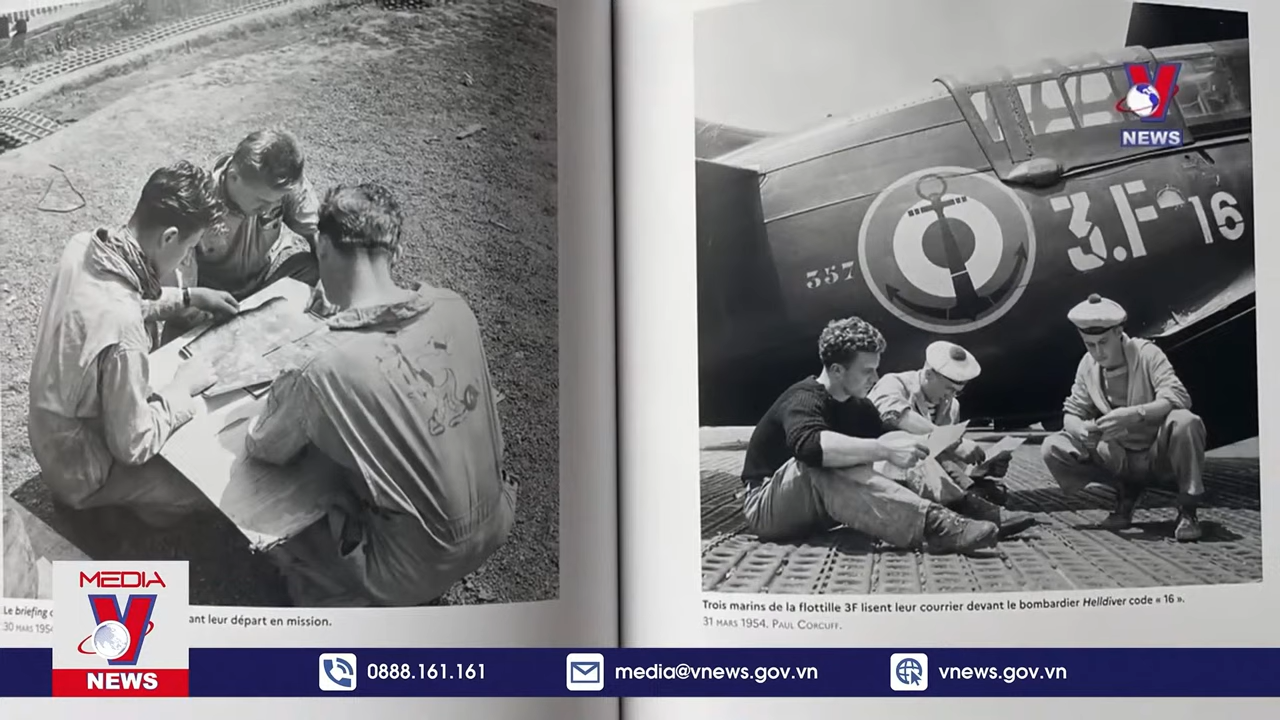 NEWS
357
3.F 16
Le briefing
ant leur départ en mission.
30 MARS 1954
Trois marins de la flottille 3F lisent leur courrier devant le bombardier Helldiver code « 16 ».
31 MARS 1954. PAUL CORCUFF.
MEDIA
NEWS
0888.161.161
media@vnews.gov.vn
vnews.gov.vn